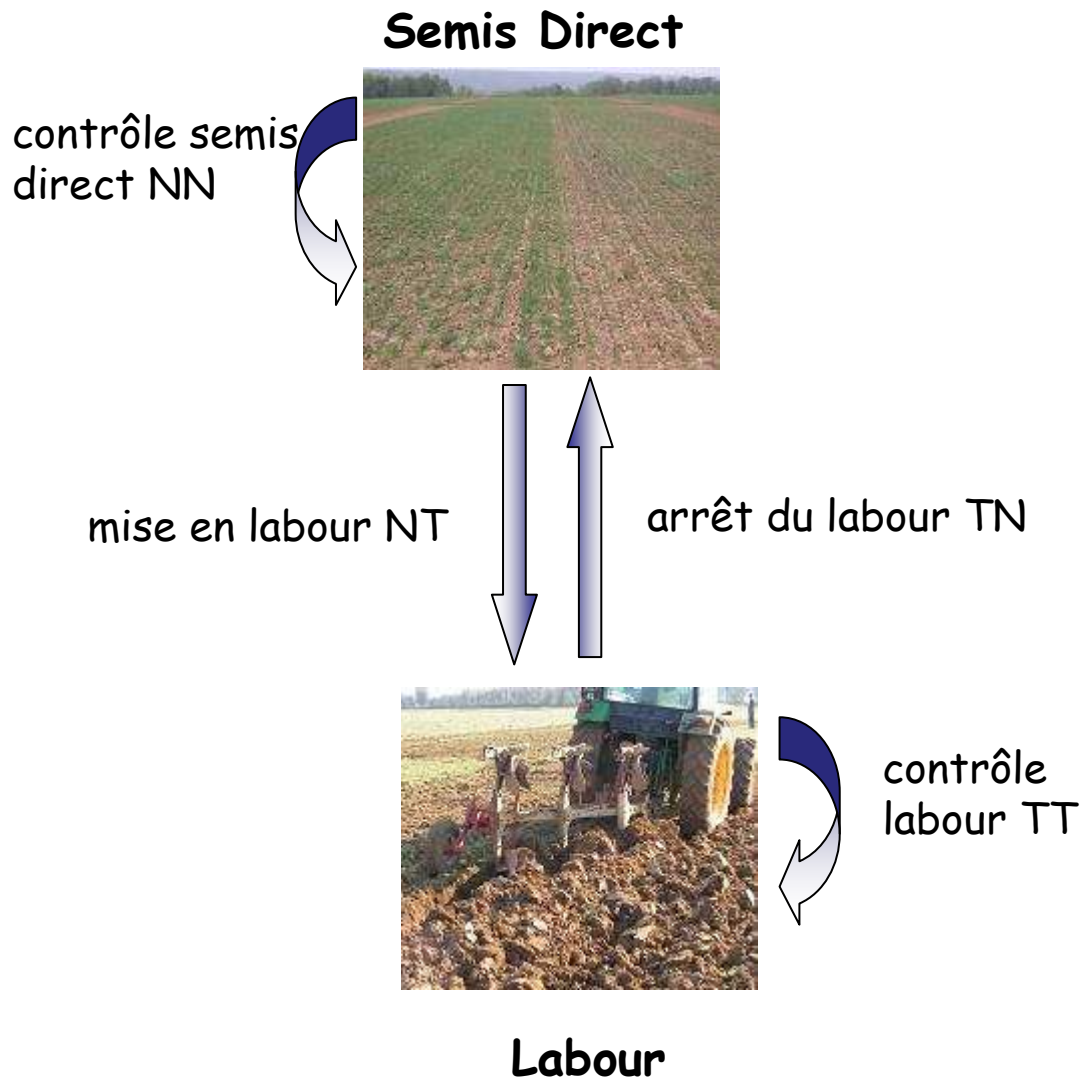 Semis Direct
contrôle semis
direct NN
mise en labour NT
arrêt du labour TN
contrôle
labour TT
Labour